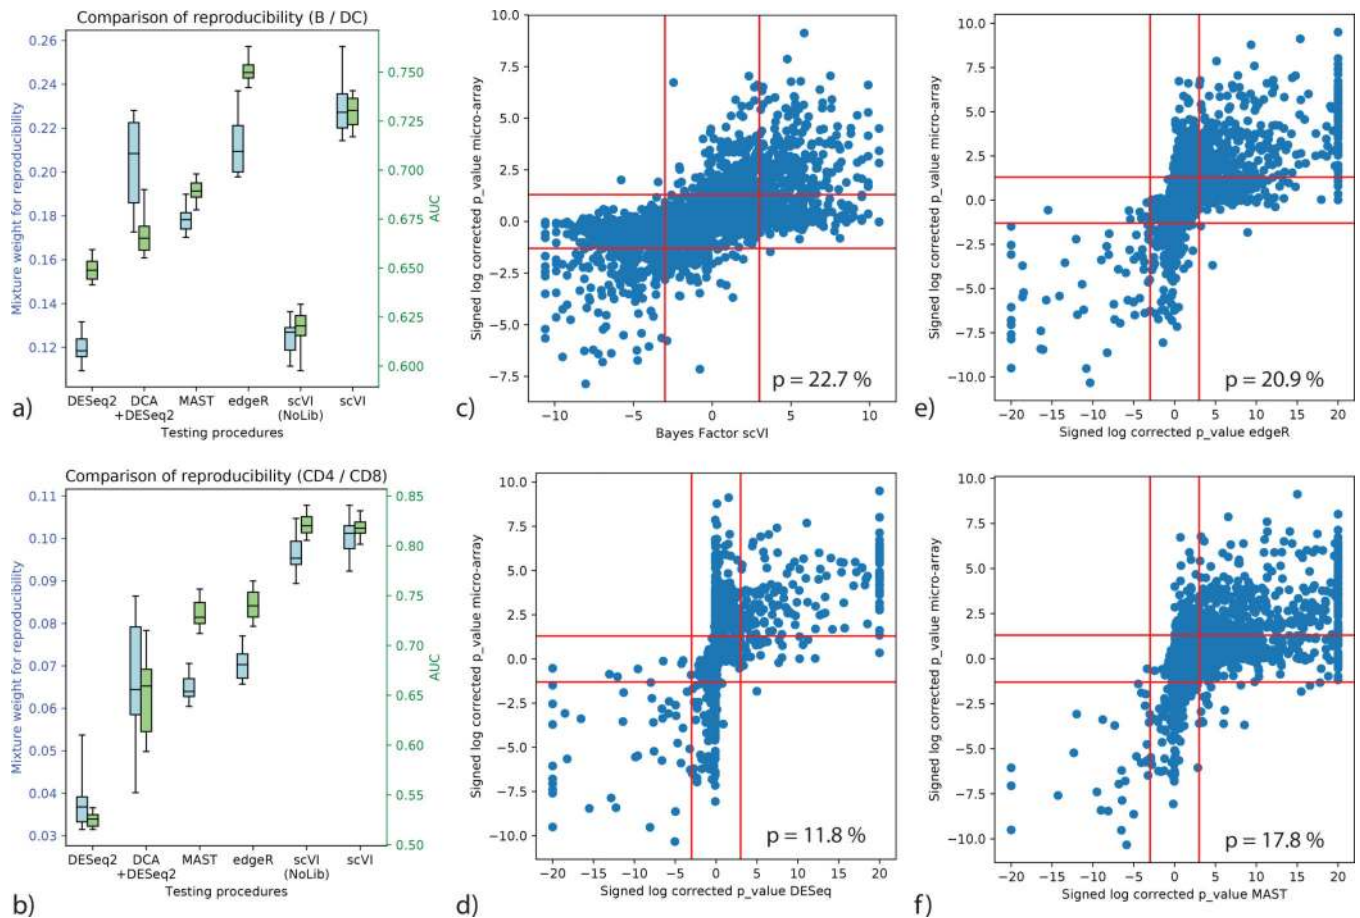 Comparison of reproducibility (B / DC)
Mixture weight for reproducibility
0.26
0.24
0.22
0.20
0.18
0.16
0.14
0.12
0.750
0.725
0.700
0.675
0.650
0.625
0.600
AUC
DESeq2 DCA MAST edgeR scVI scVI
+DESeq2 (NoLib)
Testing procedures
a)
Signed log corrected p_value micro-array
10.0
7.5
5.0
2.5
0.0
−2.5
−5.0
−7.5
−10 −5 0 5 10
Bayes Factor scVI
p = 22.7 %
c)
Signed log corrected p_value micro-array
10.0
7.5
5.0
2.5
0.0
−2.5
−5.0
−7.5
−10.0
−20 −15 −10 −5 0 5 10 15 20
Signed log corrected p_value edgeR
p = 20.9 %
e)
Comparison of reproducibility (CD4 / CD8)
Mixture weight for reproducibility
0.11
0.10
0.09
0.08
0.07
0.06
0.05
0.04
0.03
0.85
0.80
0.75
0.70
0.65
0.60
0.55
0.50
AUC
DESeq2 DCA MAST edgeR scVI scVI
+DESeq2 (NoLib)
Testing procedures
b)
Signed log corrected p_value micro-array
10.0
7.5
5.0
2.5
0.0
−2.5
−5.0
−7.5
−10.0
−20 −15 −10 −5 0 5 10 15 20
Signed log corrected p_value DESeq
p = 11.8 %
d)
Signed log corrected p_value micro-array
10.0
7.5
5.0
2.5
0.0
−2.5
−5.0
−7.5
−10.0
−20 −15 −10 −5 0 5 10 15 20
Signed log corrected p_value MAST
p = 17.8 %
f)